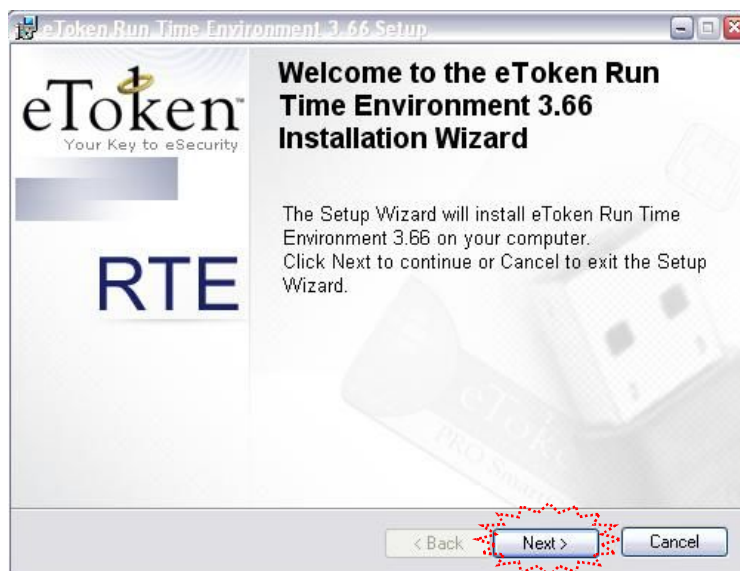 eToken Run Time Environment 3.66 Setup
eToken™
Your Key to eSecurity
RTE
Welcome to the eToken Run
Time Environment 3.66
Installation Wizard
The Setup Wizard will install eToken Run Time
Environment 3.66 on your computer.
Click Next to continue or Cancel to exit the Setup
Wizard.
PRO
< Back
Next >
Cancel